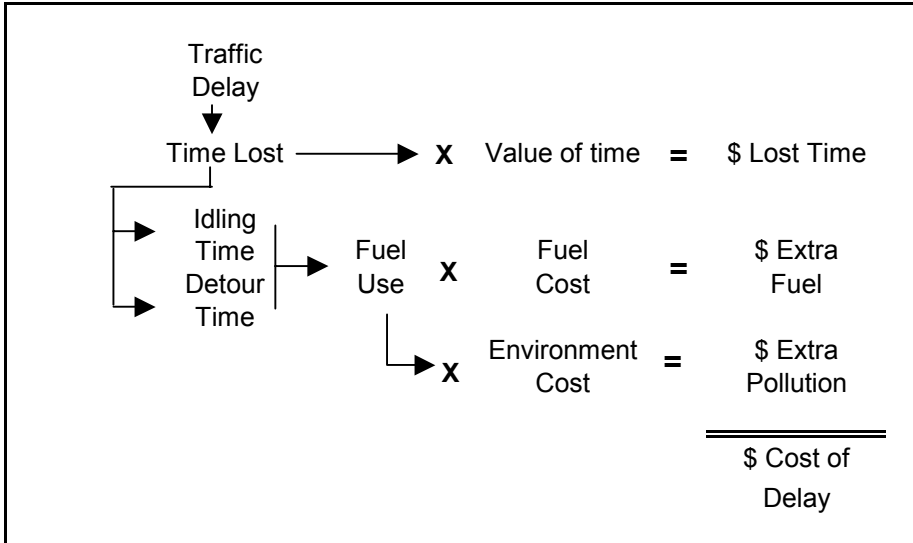 Traffic
Delay
Time Lost X Value of time = $ Lost Time
Idling
Time
Detour
Time
Fuel
Use
X
Fuel
Cost
=
$ Extra
Fuel
X
Environment
Cost
=
$ Extra
Pollution
$ Cost of
Delay